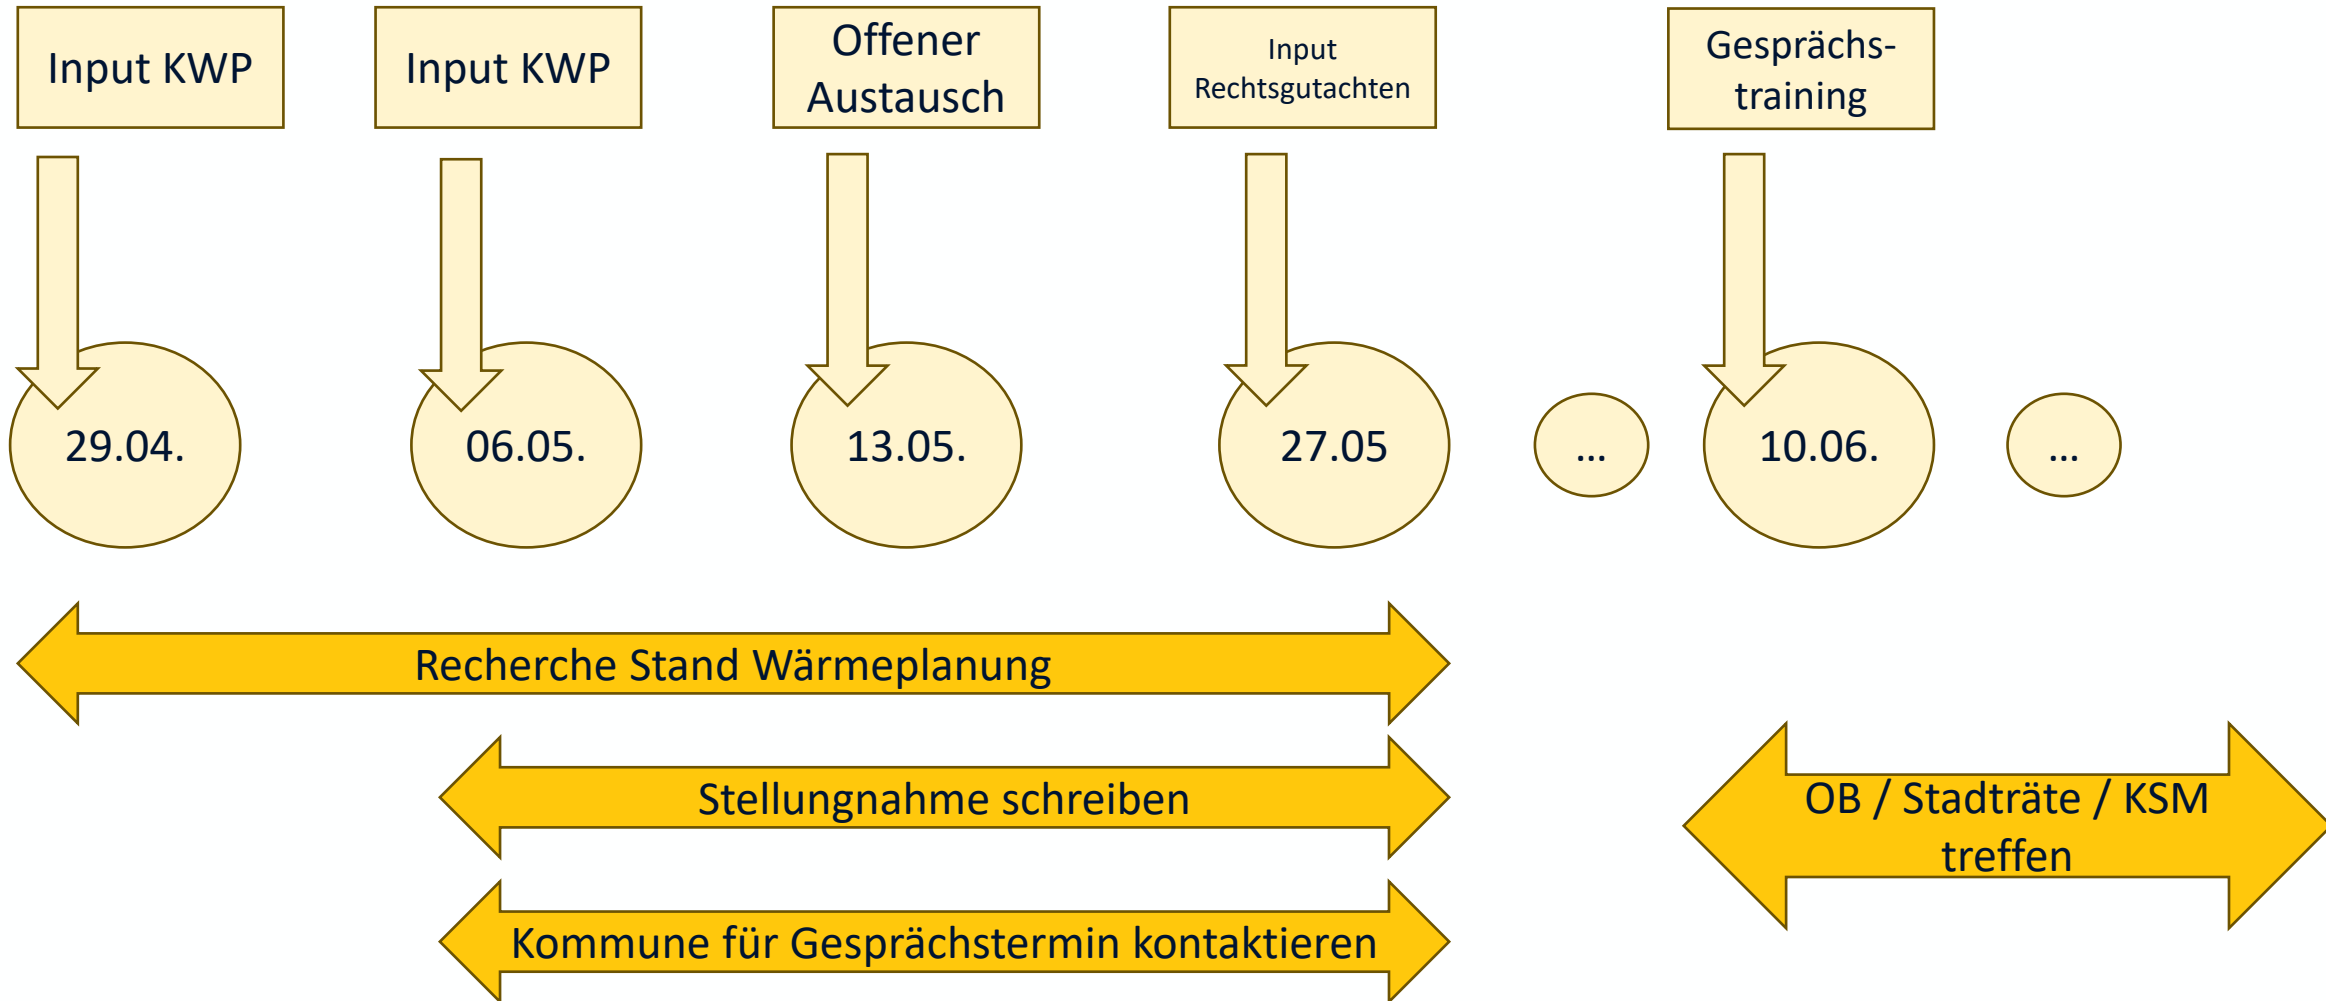 Input KWP
Input KWP
Offener
Austausch
Input
Rechtsgutachten
Gesprächs-
training
29.04.
06.05.
13.05.
27.05
...
10.06.
...
Recherche Stand Wärmeplanung
Stellungnahme schreiben
OB / Stadträte / KSM
treffen
Kommune für Gesprächstermin kontaktieren